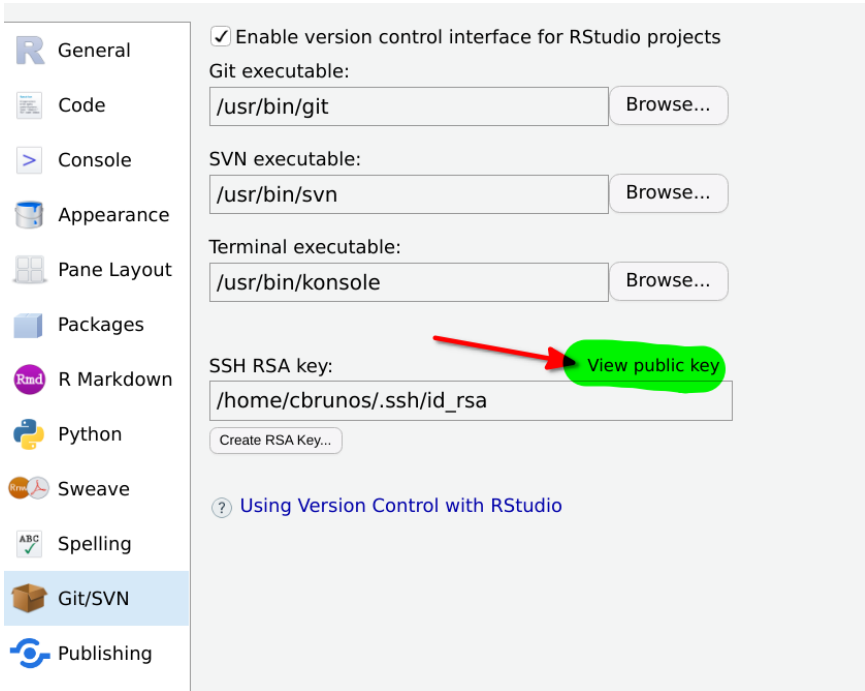 General
Code
Console
Appearance
Pane Layout
Packages
Rmd R Markdown
Python
Rnw Sweave
ABC Spelling
Git/SVN
Publishing
Enable version control interface for RStudio projects
Git executable:
/usr/bin/git Browse...
SVN executable:
/usr/bin/svn Browse...
Terminal executable:
/usr/bin/konsole Browse...
SSH RSA key: View public key
/home/cbrunos/.ssh/id_rsa
Create RSA Key...
? Using Version Control with RStudio